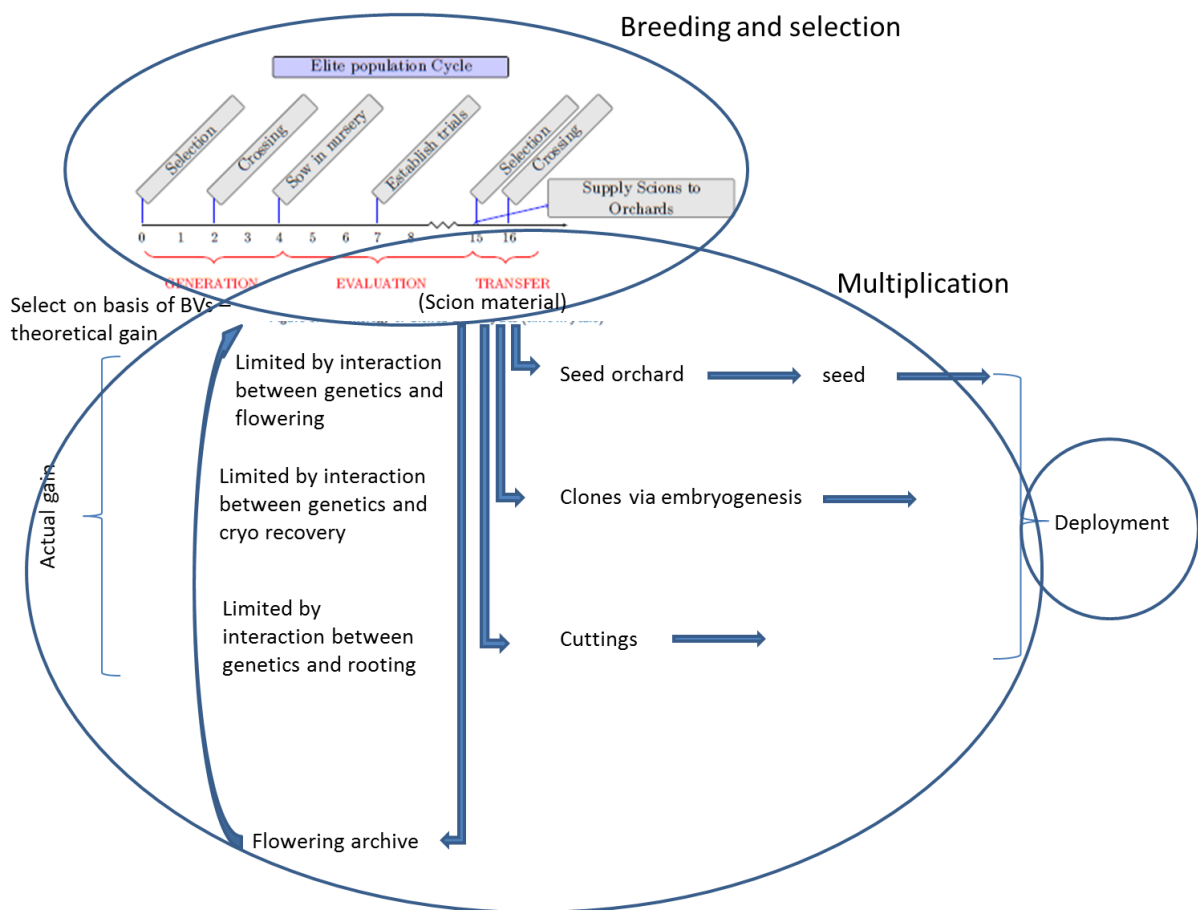 Breeding and selection
Elite population Cycle
Selection
Crossing
Sow in nursery
Establish trials
Selection
Crossing
Supply Scions to
Orchards
0 1 2 3 4 5 6 7 8 15 16
GENERATION EVALUATION TRANSFER
Multiplication
Select on basis of BVs –
theoretical gain
(Scion material)
Limited by interaction
between genetics and
flowering
Seed orchard
seed
Actual gain
Limited by interaction
between genetics and
cryo recovery
Clones via embryogenesis
Deployment
Limited by
interaction between
genetics and rooting
Cuttings
Flowering archive